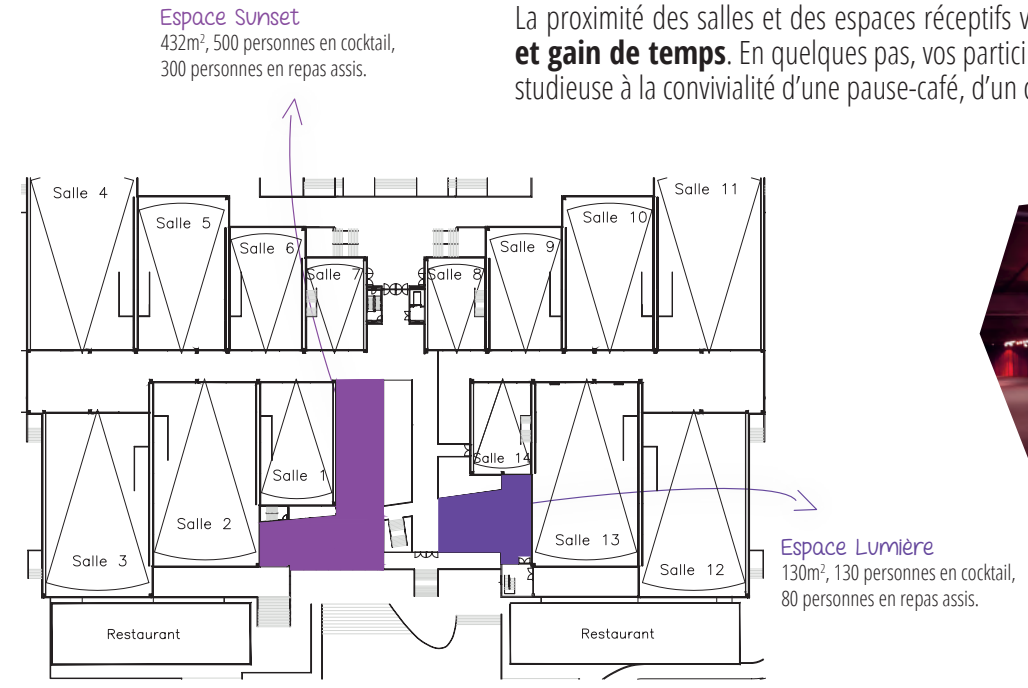 Espace Sunset
432m², 500 personnes en cocktail,
300 personnes en repas assis.
La proximité des salles et des espaces réceptifs
et gain de temps. En quelques pas, vos
studieuse à la convivialité d’une pause-café, d’un
Salle 4
Salle 5
Salle 6
Salle 7
Salle 8
Salle 9
Salle 10
Salle 11
Salle 1
Salle 2
Salle 3
Salle 14
Salle 13
Salle 12
Espace Lumière
130m², 130 personnes en cocktail,
80 personnes en repas assis.
Restaurant
Restaurant